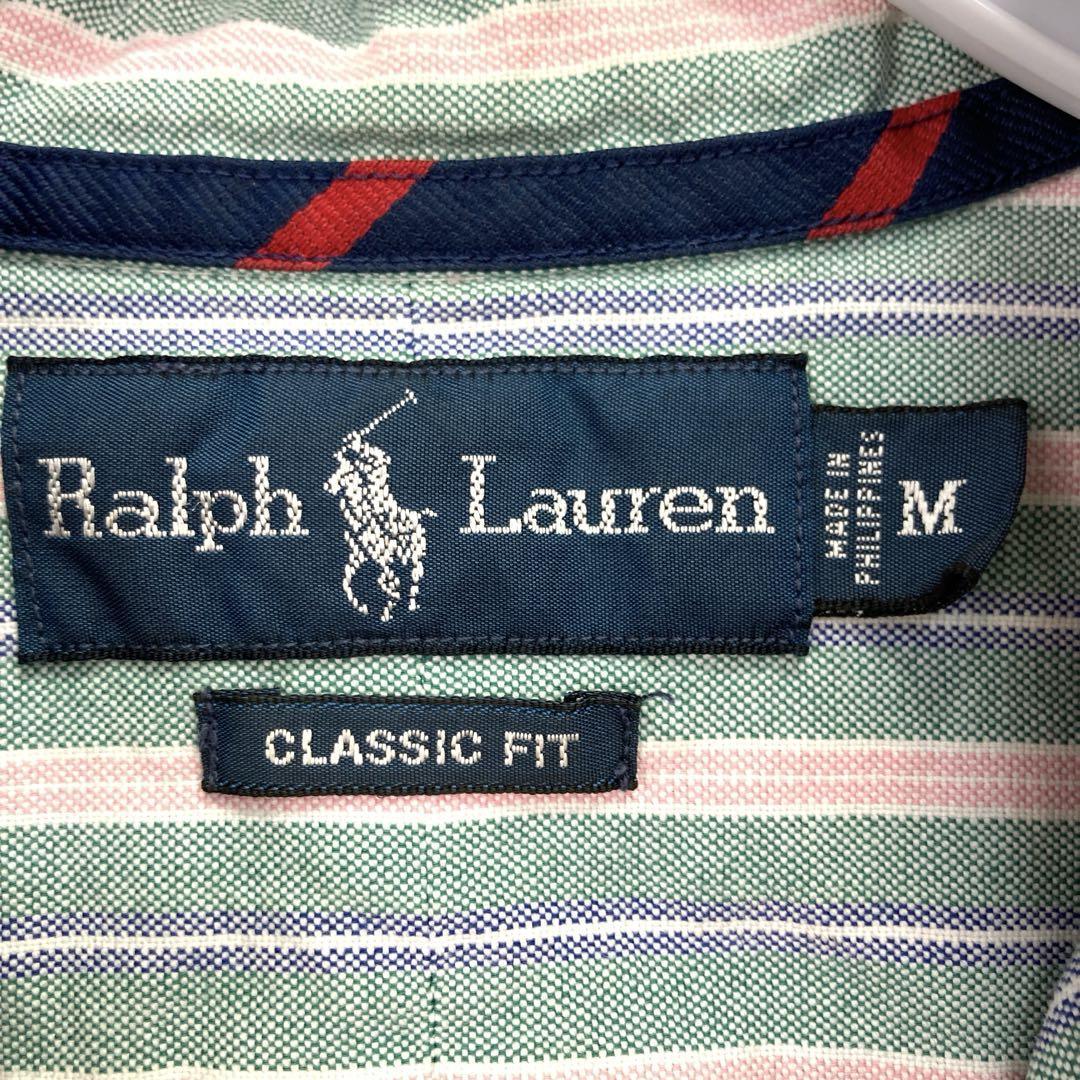 Ralph Lauren
MADE IN
PHILIPPINES
M
CLASSIC FIT